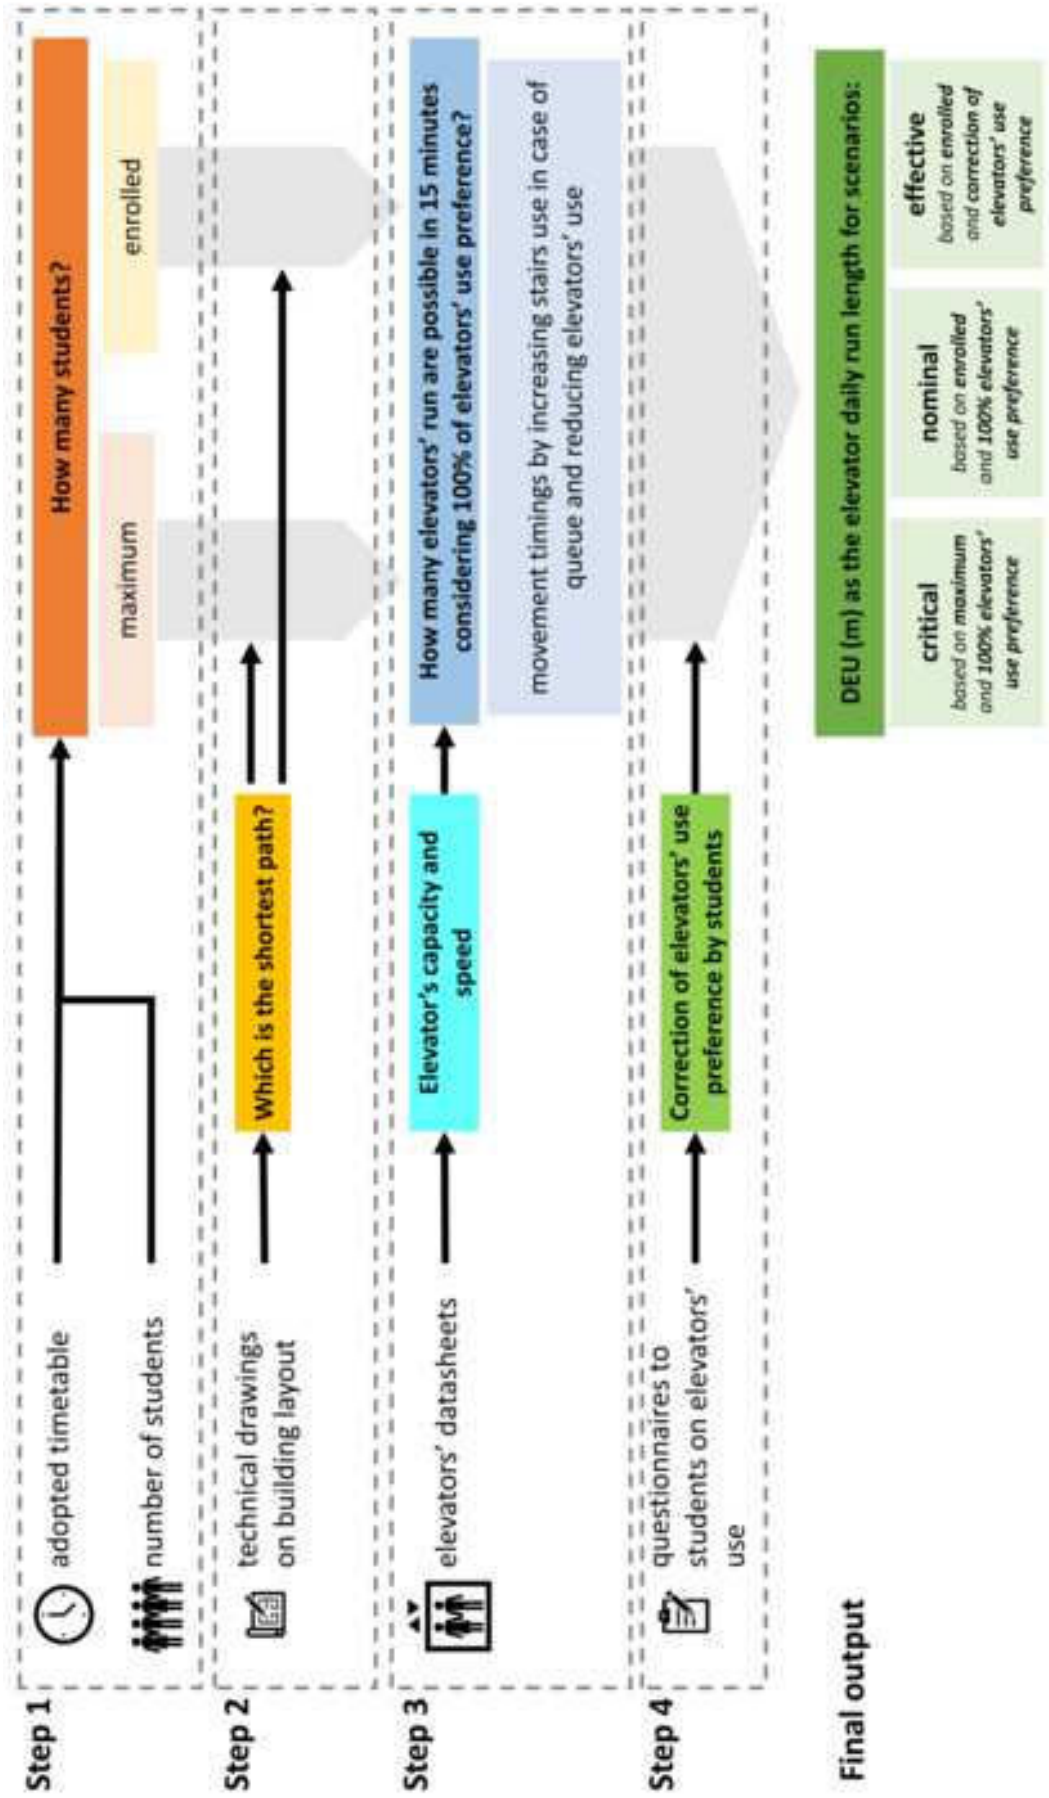 Step 1
adopted timetable
number of students
How many students?
maximum
enrolled
Step 2
technical drawings
on building layout
Which is the shortest path?
Step 3
elevators' datasheets
Elevator's capacity and
speed
How many elevators' run are possible in 15 minutes
considering 100% of elevators' use preference?
movement timings by increasing stairs use in case of
queue and reducing elevators' use
Step 4
questionnaires to
students on elevators'
use
Correction of elevators' use
preference by students
Final output
DEU (m) as the elevator daily run length for scenarios:
critical
based on maximum
and 100% elevators'
use preference
nominal
based on enrolled
and 100% elevators'
use preference
effective
based on enrolled
and correction of
elevators' use
preference